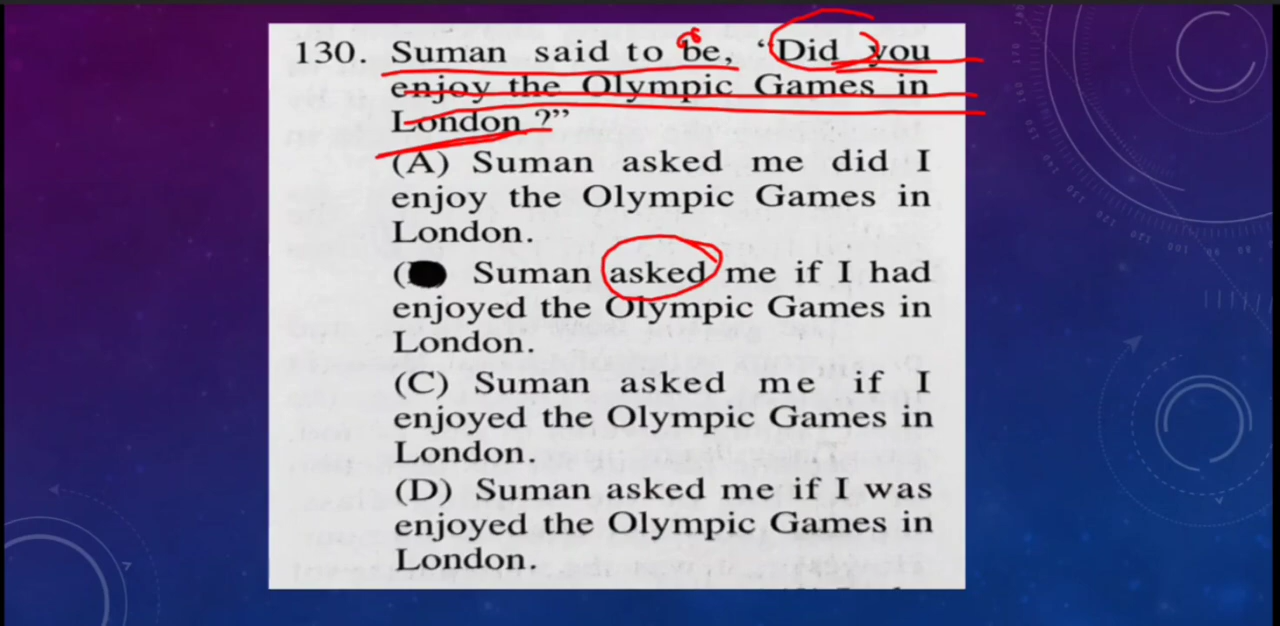 130. Suman said to be, "Did you
enjoy the Olympic Games in
London ?"
(A) Suman asked me did I
enjoy the Olympic Games in
London.
( Suman asked me if I had
enjoyed the Olympic Games in
London.
(C) Suman asked me if I
enjoyed the Olympic Games in
London.
(D) Suman asked me if I was
enjoyed the Olympic Games in
London.